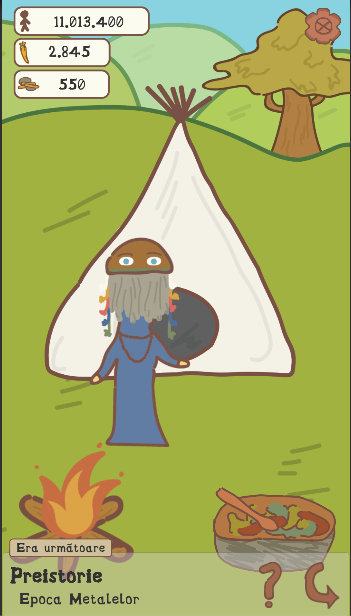 11,013,400
2,845
550
Era următoare
Preistorie
Epoca Metalelor
?